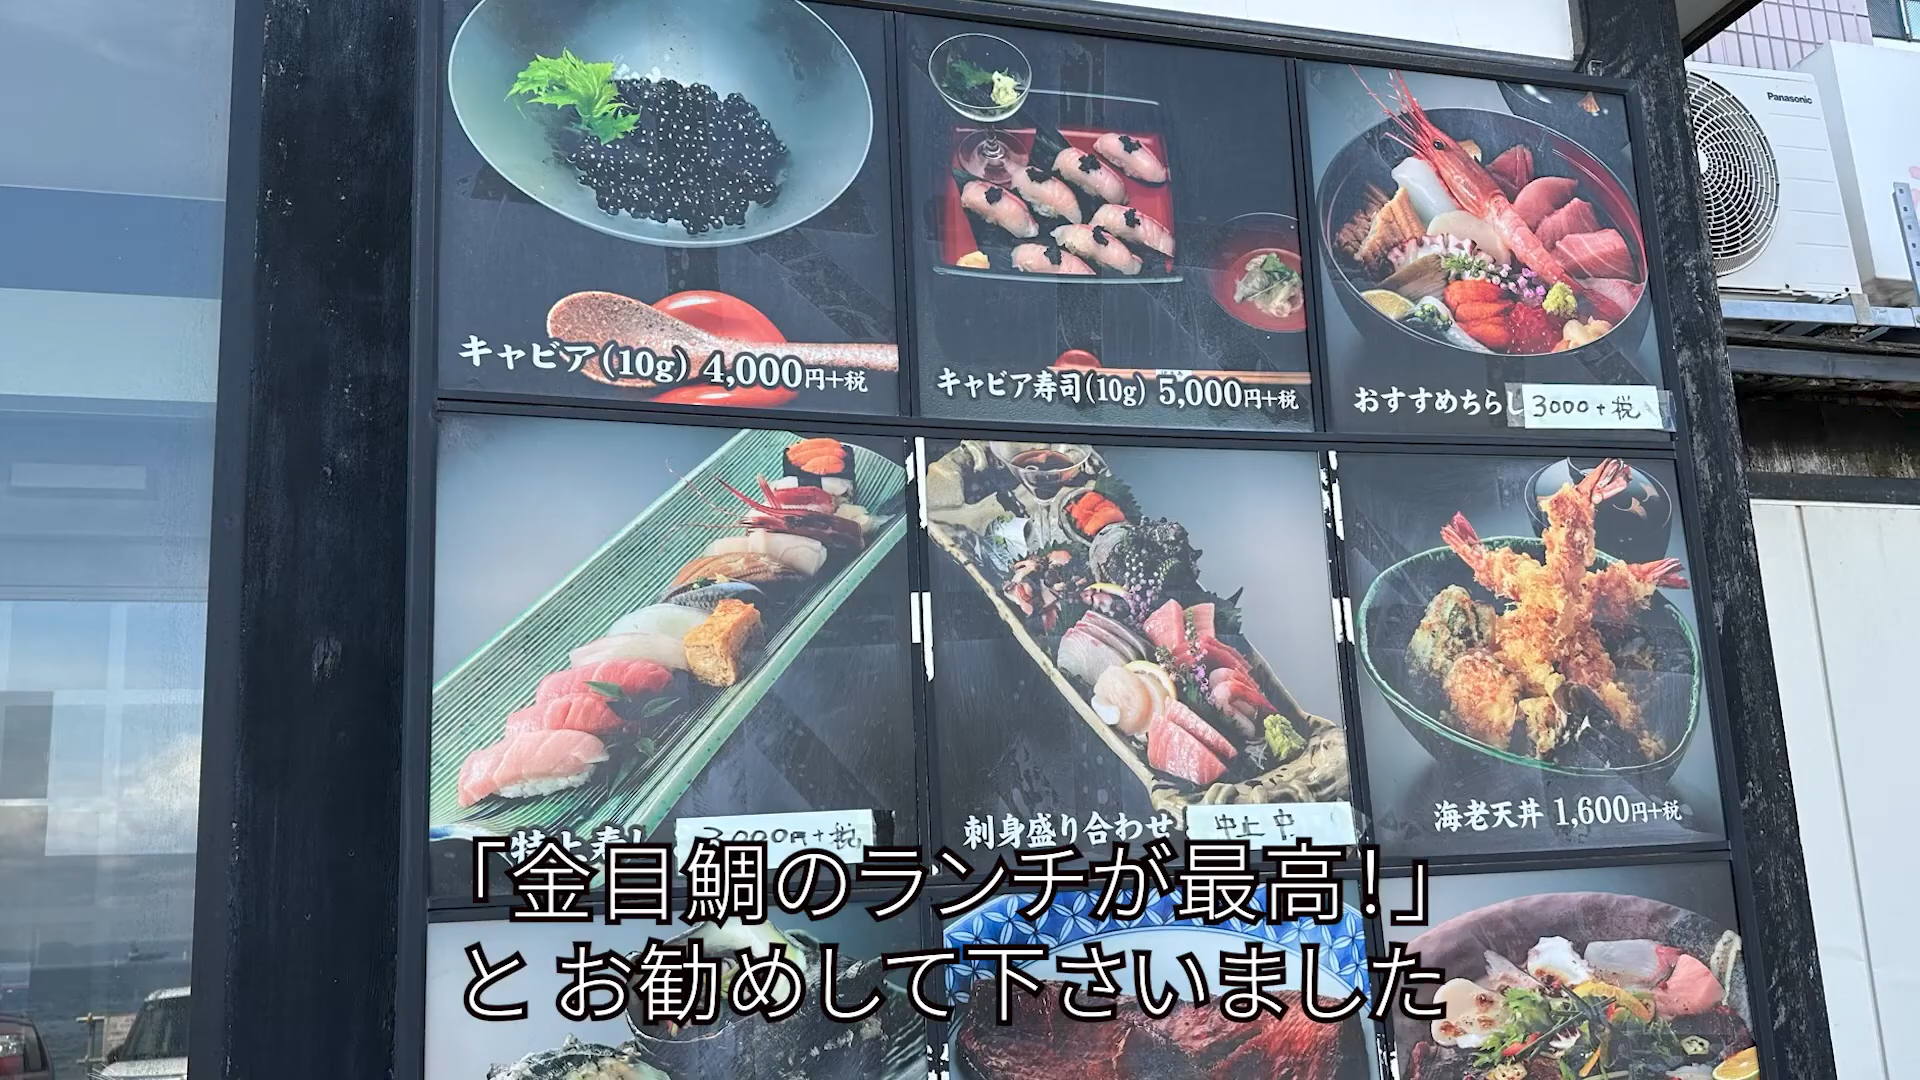 Panasonic
キャビア(10g) 4,000円+税
キャビア寿司(10g) 5,000円+税
おすすめちらし 3000+税
特上寿し 3,000円+税
刺身盛り合わせ
海老天丼 1,600円+税
「金目鯛のランチが最高!」
と お勧めして下さいました